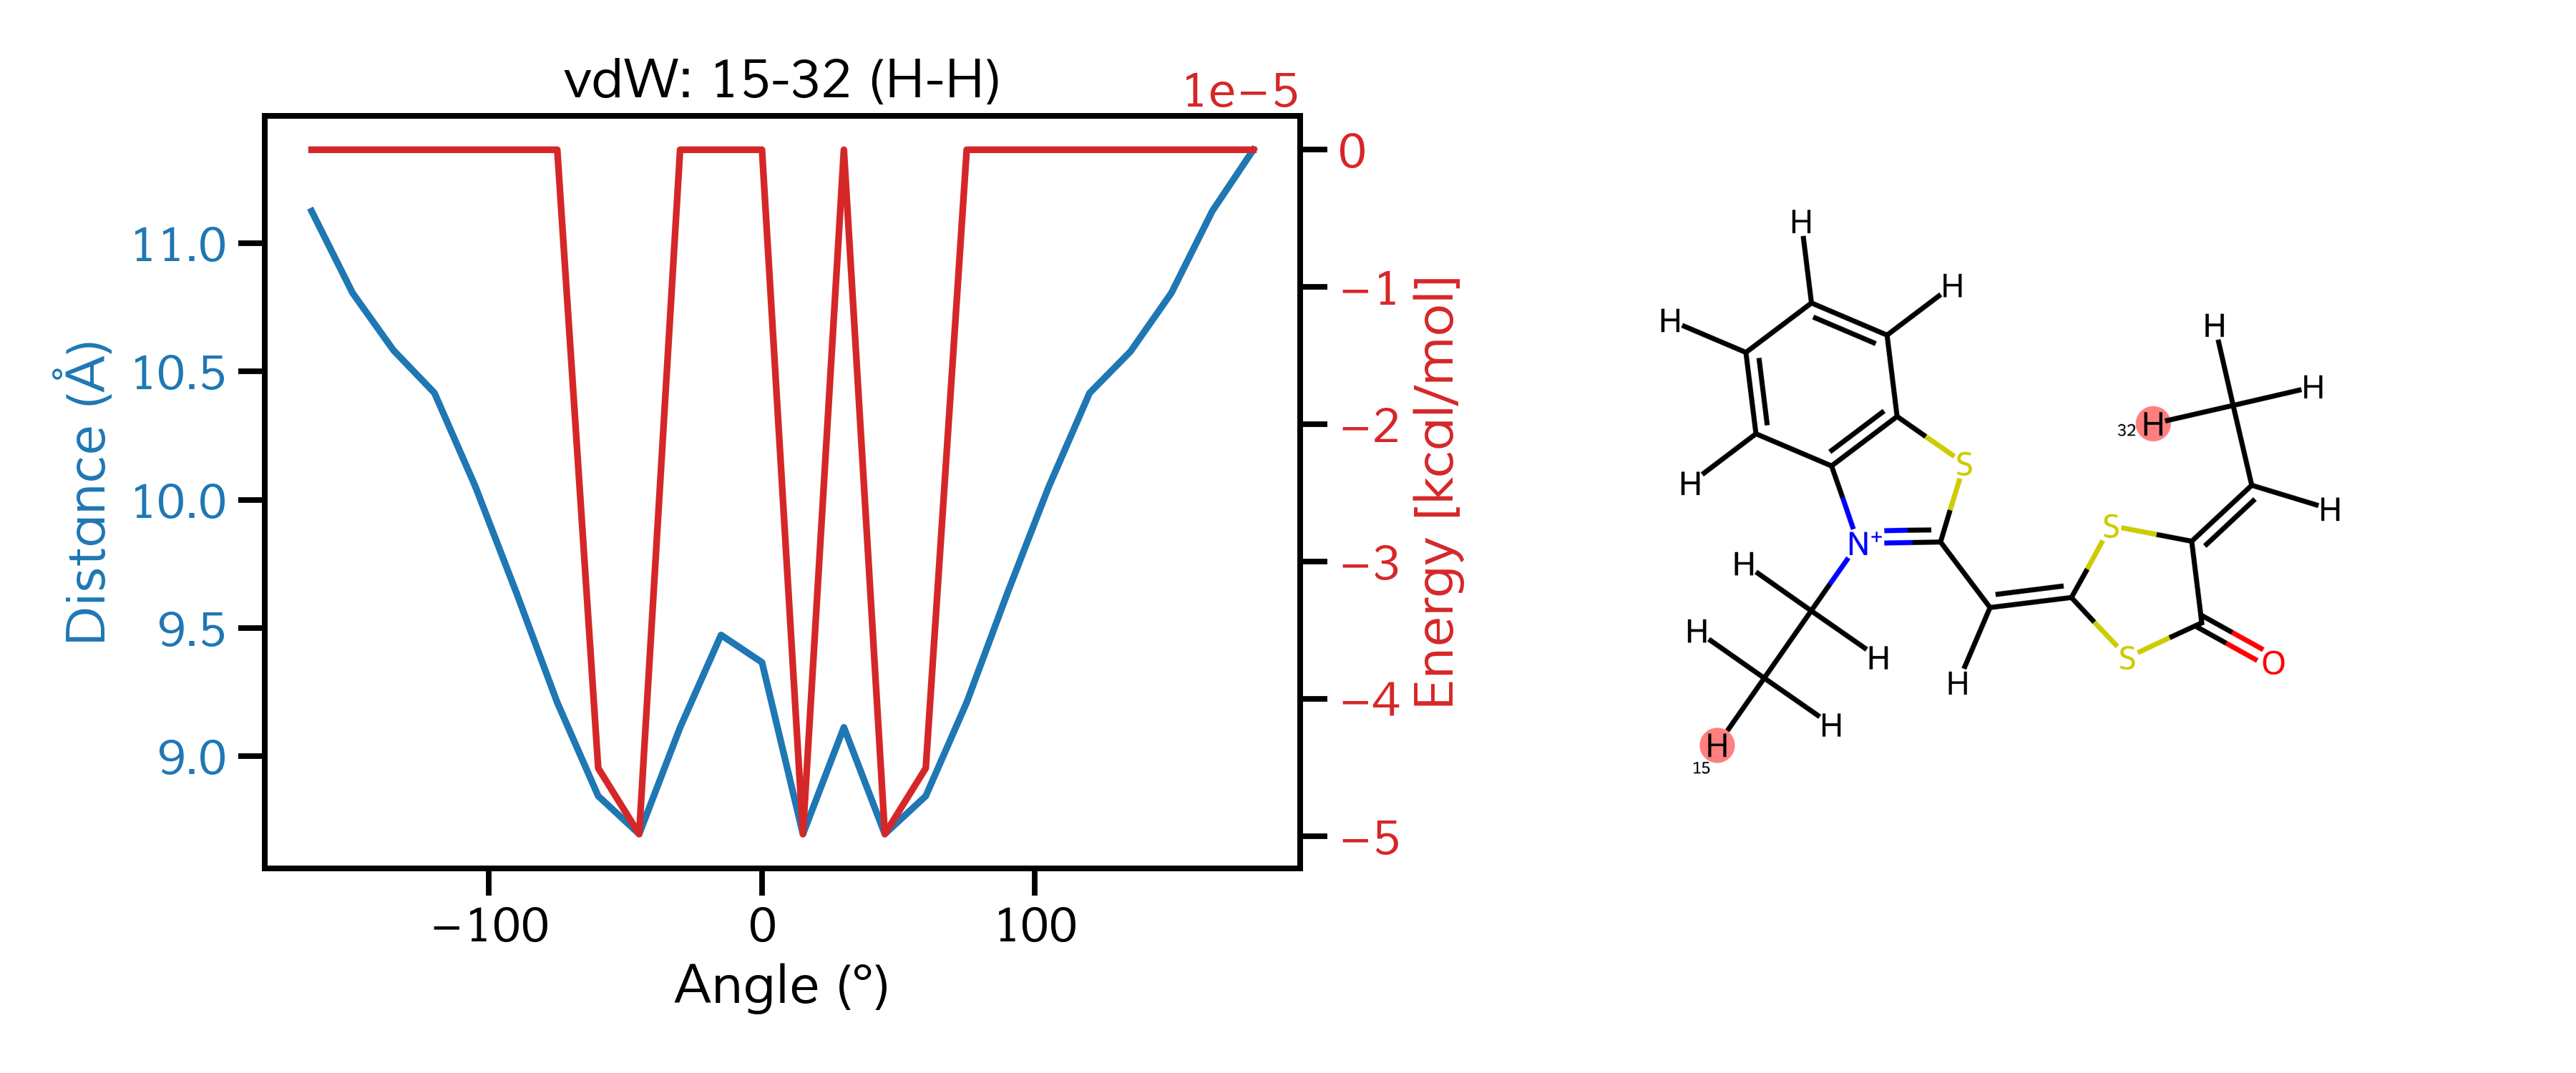 vdW: 15-32 (H-H)
1e−5
Distance (Å)
11.0
10.5
10.0
9.5
9.0
0
−1
−2
−3
−4
−5
Energy [kcal/mol]
−100
0
100
Angle (°)
H
H
H
H
H
H
32 H
S
H
H
S
N+
H
H
H
S
O
H
H
H
15